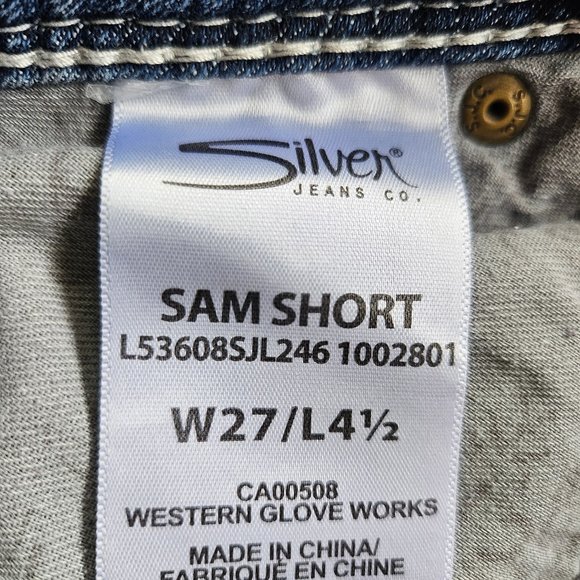 Silver®
JEANS CO.
SAM SHORT
L53608SJL246 1002801
W27/L4½
CA00508
WESTERN GLOVE WORKS
MADE IN CHINA/
FABRIQUÉ EN CHINE